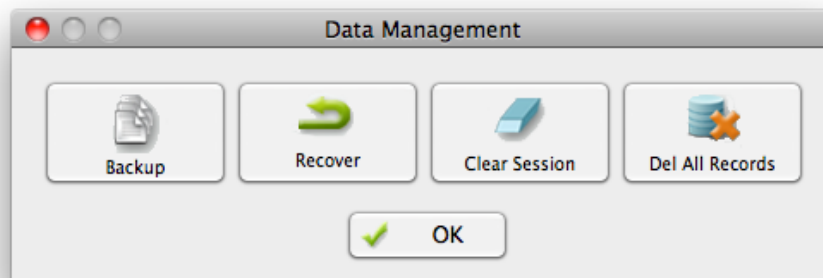 Data Management
Backup
Recover
Clear Session
Del All Records
OK